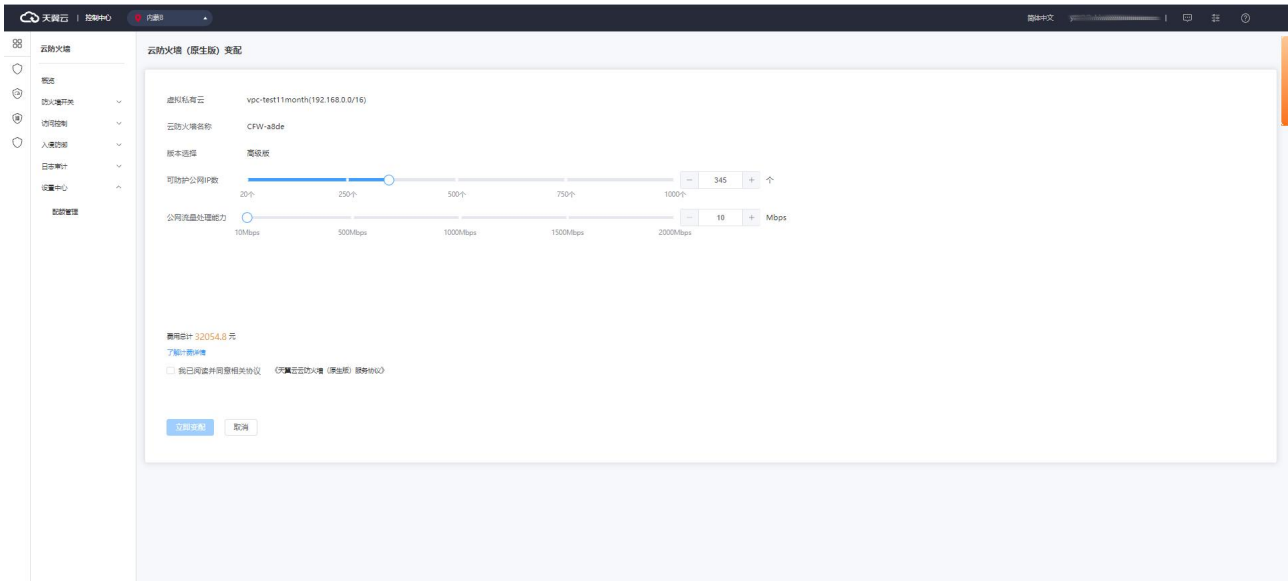 天翼云 | 控制中心 内蒙8 简体中文
云防火墙
概览
防火墙开关
访问控制
入侵防御
日志审计
设置中心
配额管理
云防火墙（原生版）变配
虚拟私有云 vpc-test11month(192.168.0.0/16)
云防火墙名称 CFW-a8de
版本选择 高级版
可防护公网IP数 − 345 + 个
20个 250个 500个 750个 1000个
公网流量处理能力 − 10 + Mbps
10Mbps 500Mbps 1000Mbps 1500Mbps 2000Mbps
费用总计 32054.8 元
了解计费详情
我已阅读并同意相关协议 《天翼云云防火墙（原生版）服务协议》
立即变配 取消